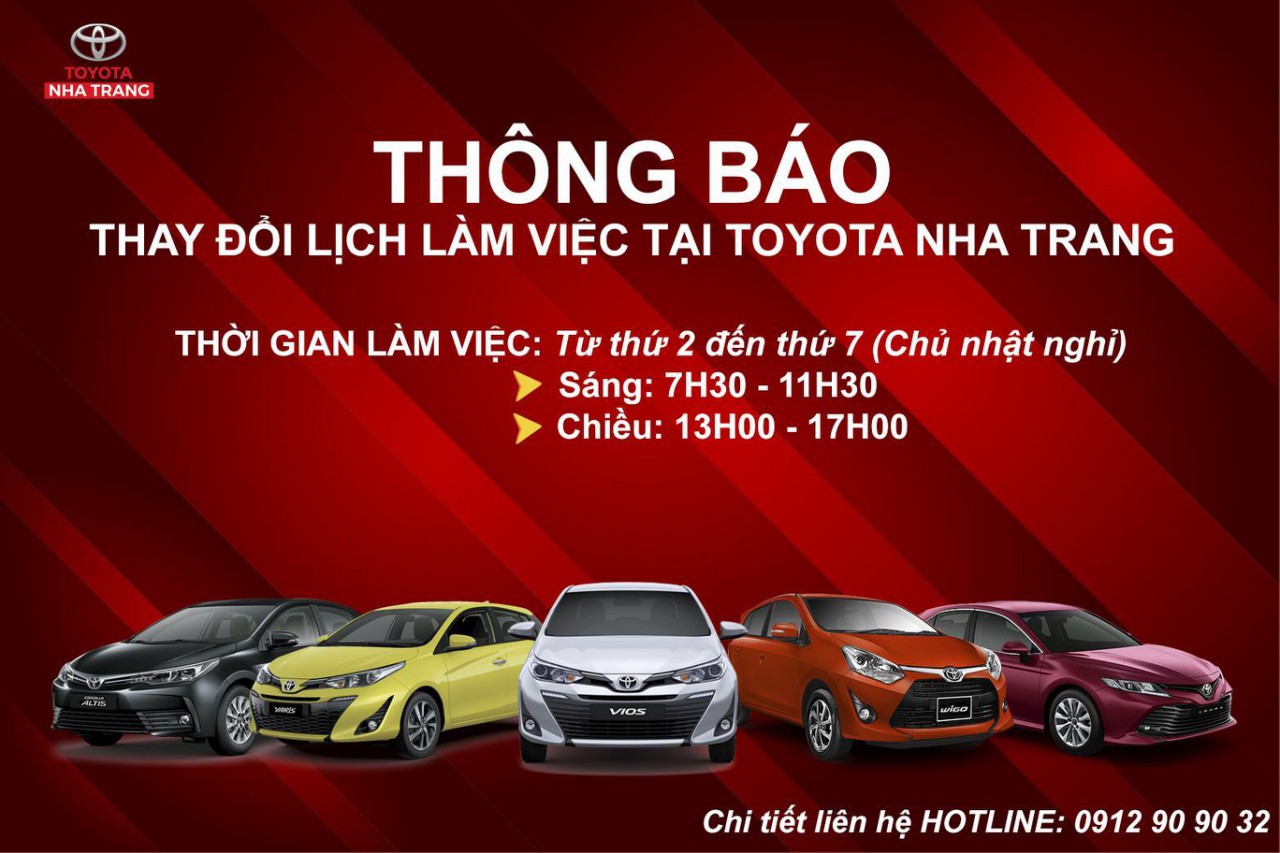 TOYOTA
NHA TRANG
THÔNG BÁO
THAY ĐỔI LỊCH LÀM VIỆC TẠI TOYOTA NHA TRANG
THỜI GIAN LÀM VIỆC: Từ thứ 2 đến thứ 7 (Chủ nhật nghỉ)
Sáng: 7H30 - 11H30
Chiều: 13H00 - 17H00
COROLLA
ALTIS
YARIS
VIOS
WIGO
Chi tiết liên hệ HOTLINE: 0912 90 90 32